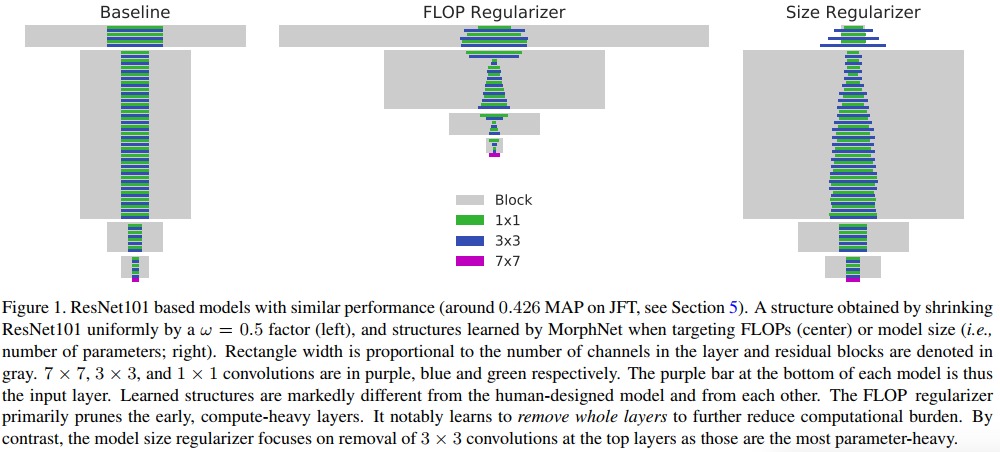 Baseline
FLOP Regularizer
Size Regularizer
Block
1x1
3x3
7x7
Figure 1. ResNet101 based models with similar performance (around 0.426 MAP on JFT, see Section 5). A structure obtained by shrinking
ResNet101 uniformly by a ω = 0.5 factor (left), and structures learned by MorphNet when targeting FLOPs (center) or model size (i.e.,
number of parameters; right). Rectangle width is proportional to the number of channels in the layer and residual blocks are denoted in
gray. 7 × 7, 3 × 3, and 1 × 1 convolutions are in purple, blue and green respectively. The purple bar at the bottom of each model is thus
the input layer. Learned structures are markedly different from the human-designed model and from each other. The FLOP regularizer
primarily prunes the early, compute-heavy layers. It notably learns to remove whole layers to further reduce computational burden. By
contrast, the model size regularizer focuses on removal of 3 × 3 convolutions at the top layers as those are the most parameter-heavy.